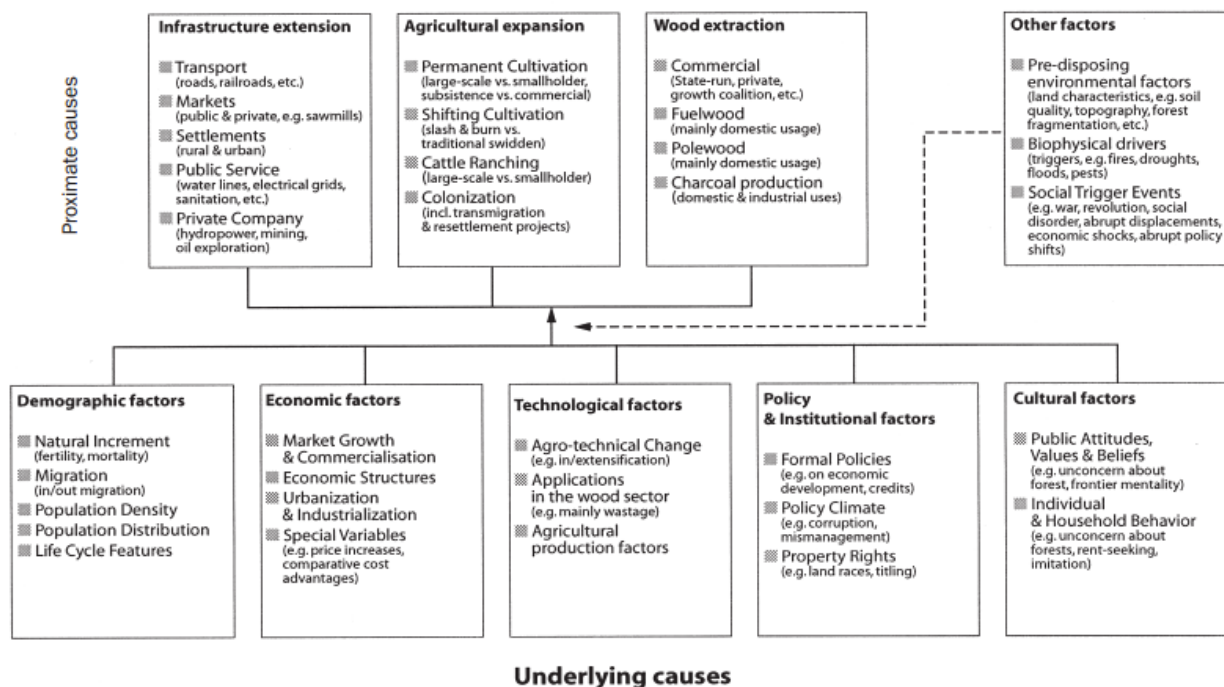 Proximate causes
Infrastructure extension
Transport
(roads, railroads, etc.)
Markets
(public & private, e.g. sawmills)
Settlements
(rural & urban)
Public Service
(water lines, electrical grids,
sanitation, etc.)
Private Company
(hydropower, mining,
oil exploration)
Agricultural expansion
Permanent Cultivation
(large-scale vs. smallholder,
subsistence vs. commercial)
Shifting Cultivation
(slash & burn vs.
traditional swidden)
Cattle Ranching
(large-scale vs. smallholder)
Colonization
(incl. transmigration
& resettlement projects)
Wood extraction
Commercial
(State-run, private,
growth coalition, etc.)
Fuelwood
(mainly domestic usage)
Polewood
(mainly domestic usage)
Charcoal production
(domestic & industrial uses)
Other factors
Pre-disposing
environmental factors
(land characteristics, e.g. soil
quality, topography, forest
fragmentation, etc.)
Biophysical drivers
(triggers, e.g. fires, droughts,
floods, pests)
Social Trigger Events
(e.g. war, revolution, social
disorder, abrupt displacements,
economic shocks, abrupt policy
shifts)
Demographic factors
Natural Increment
(fertility, mortality)
Migration
(in/out migration)
Population Density
Population Distribution
Life Cycle Features
Economic factors
Market Growth
& Commercialisation
Economic Structures
Urbanization
& Industrialization
Special Variables
(e.g. price increases,
comparative cost
advantages)
Technological factors
Agro-technical Change
(e.g. in/extensification)
Applications
in the wood sector
(e.g. mainly wastage)
Agricultural
production factors
Policy
& Institutional factors
Formal Policies
(e.g. on economic
development, credits)
Policy Climate
(e.g. corruption,
mismanagement)
Property Rights
(e.g. land races, titling)
Cultural factors
Public Attitudes,
Values & Beliefs
(e.g. unconcern about
forest, frontier mentality)
Individual
& Household Behavior
(e.g. unconcern about
forests, rent-seeking,
imitation)
Underlying causes